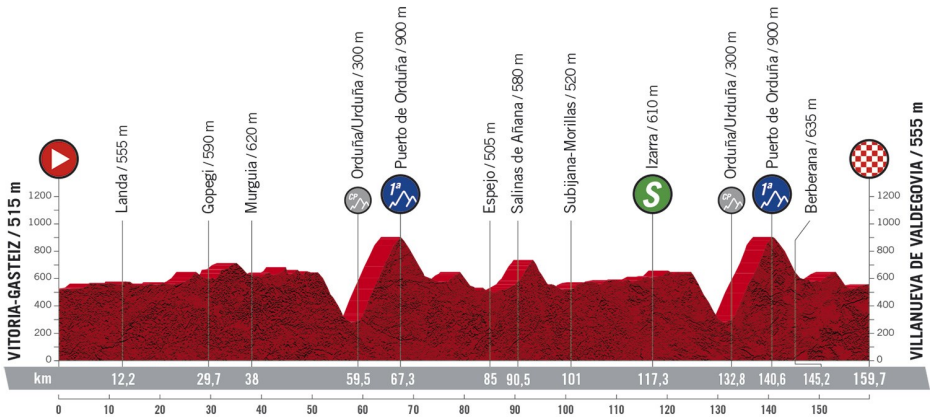 VITORIA-GASTEIZ / 515 m
Landa / 555 m
Gopegi / 590 m
Murguia / 620 m
Orduña/Urduña / 300 m
Puerto de Orduña / 900 m
Espejo / 505 m
Salinas de Añana / 580 m
Subijana-Morillas / 520 m
Izarra / 610 m
Orduña/Urduña / 300 m
Puerto de Orduña / 900 m
Berberana / 635 m
VILLANUEVA DE VALDEGOVIA / 555 m
CP
1ª
S
CP
1ª
1200
1000
800
600
400
200
0
1200
1000
800
600
400
200
0
km 12,2 29,7 38 59,5 67,3 85 90,5 101 117,3 132,8 140,6 145,2 159,7
0 10 20 30 40 50 60 70 80 90 100 110 120 130 140 150